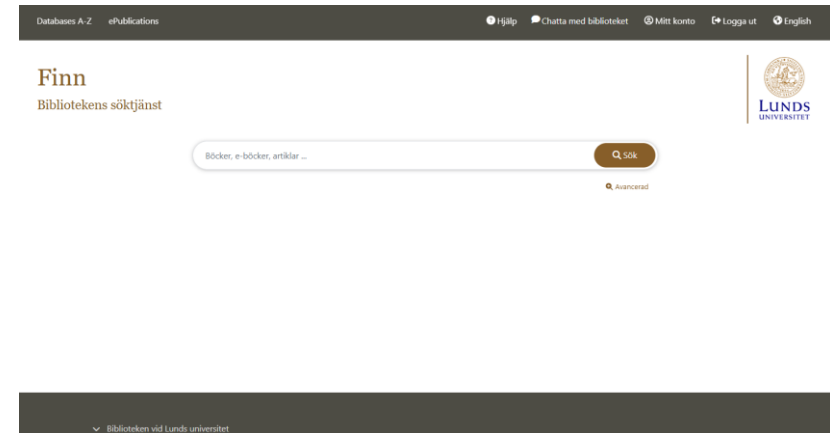 Databases A-Z ePublications Hjälp Chatta med biblioteket Mitt konto Logga ut English
Finn
Bibliotekens söktjänst
LUNDS
UNIVERSITET
Böcker, e-böcker, artiklar ... Sök
Avancerad
Biblioteken vid Lunds universitet